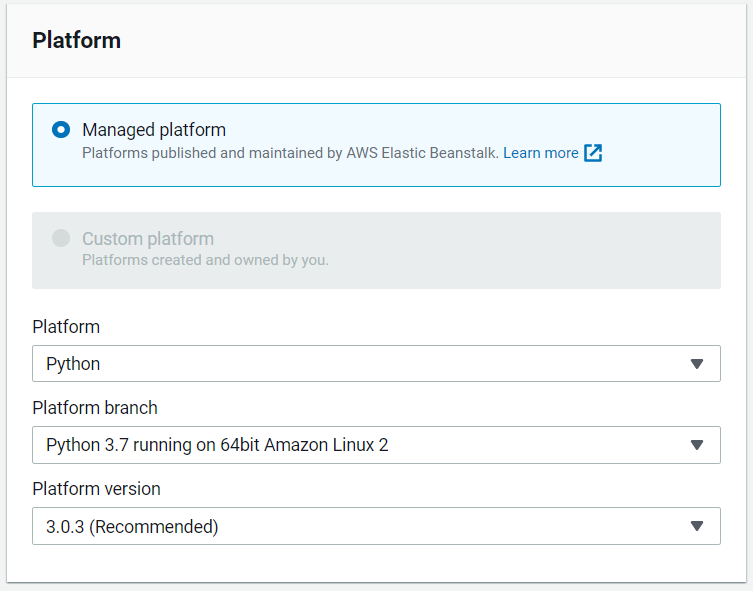 Platform
Managed platform
Platforms published and maintained by AWS Elastic Beanstalk. Learn more
Custom platform
Platforms created and owned by you.
Platform
Python
Platform branch
Python 3.7 running on 64bit Amazon Linux 2
Platform version
3.0.3 (Recommended)